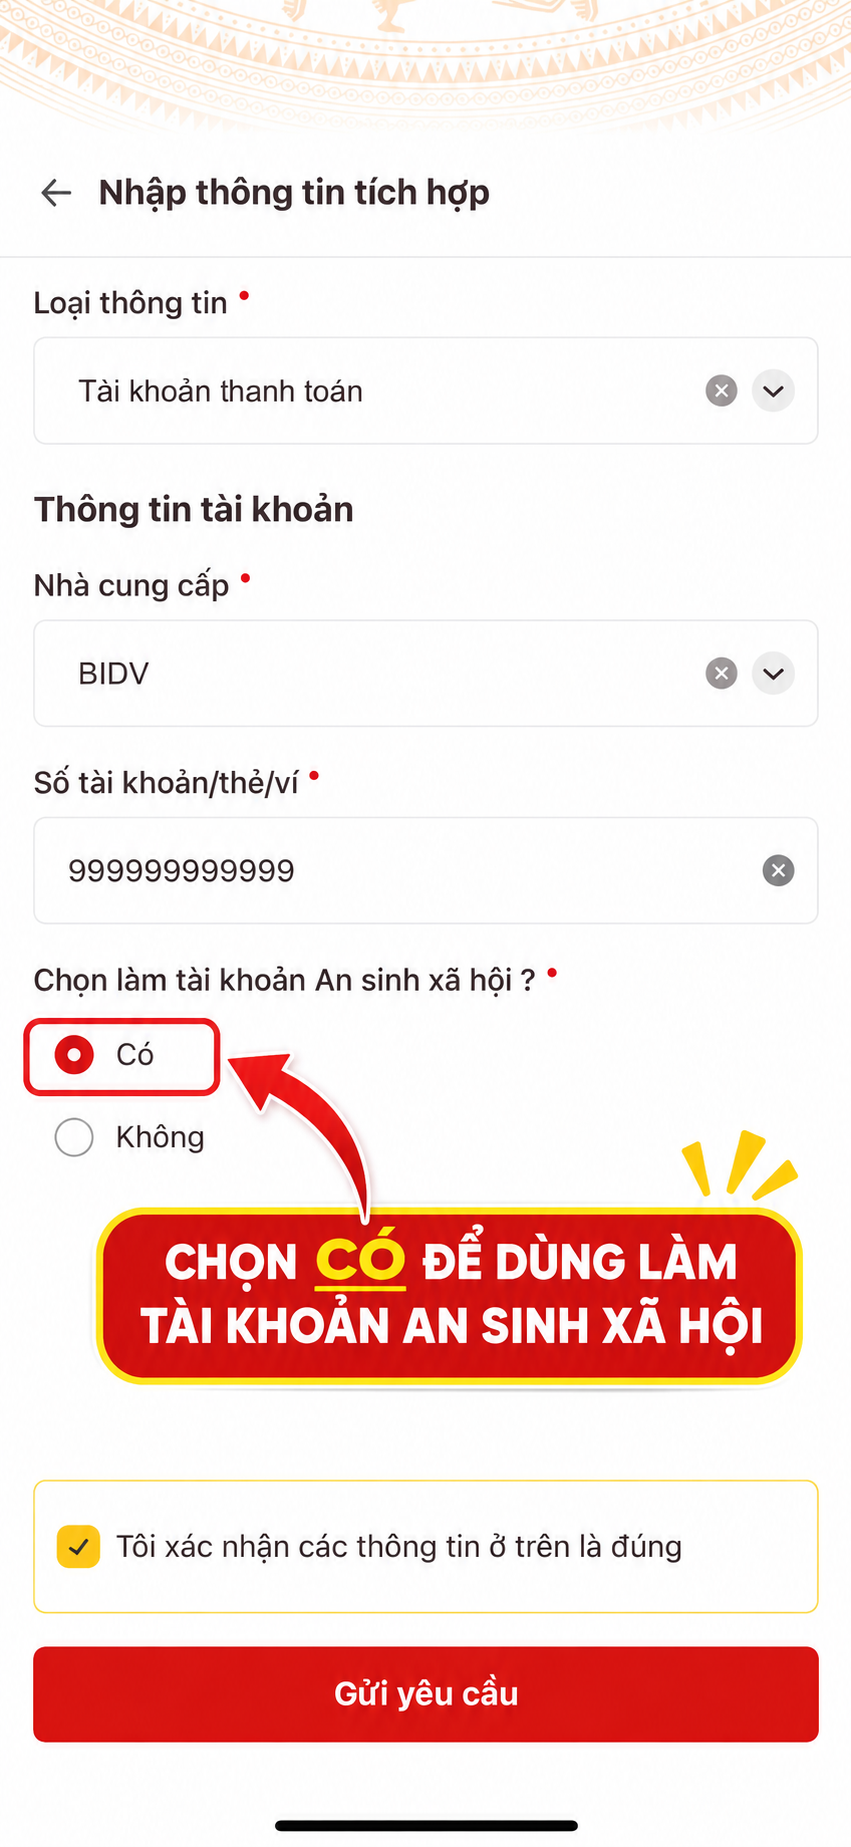 Nhập thông tin tích hợp
Loại thông tin
Tài khoản thanh toán
Thông tin tài khoản
Nhà cung cấp
BIDV
Số tài khoản/thẻ/ví
999999999999
Chọn làm tài khoản An sinh xã hội ?
Có
Không
CHỌN CÓ ĐỂ DÙNG LÀM
TÀI KHOẢN AN SINH XÃ HỘI
Tôi xác nhận các thông tin ở trên là đúng
Gửi yêu cầu